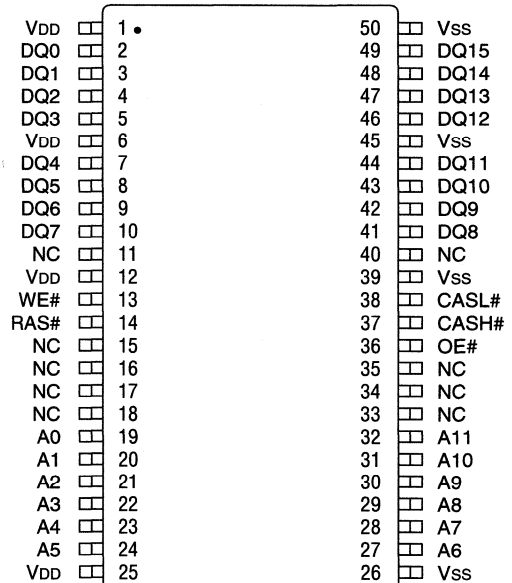 VDD 1 50 VSS
DQ0 2 49 DQ15
DQ1 3 48 DQ14
DQ2 4 47 DQ13
DQ3 5 46 DQ12
VDD 6 45 VSS
DQ4 7 44 DQ11
DQ5 8 43 DQ10
DQ6 9 42 DQ9
DQ7 10 41 DQ8
NC 11 40 NC
VDD 12 39 VSS
WE# 13 38 CASL#
RAS# 14 37 CASH#
NC 15 36 OE#
NC 16 35 NC
NC 17 34 NC
NC 18 33 NC
A0 19 32 A11
A1 20 31 A10
A2 21 30 A9
A3 22 29 A8
A4 23 28 A7
A5 24 27 A6
VDD 25 26 VSS